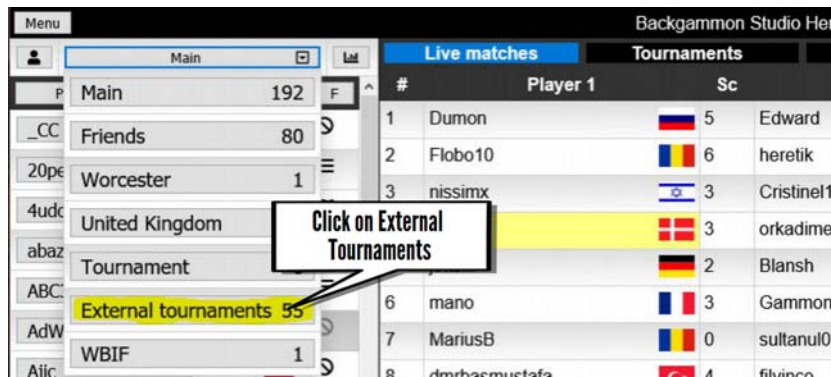 Menu
Backgammon Studio Her
Main
Live matches
Tournaments
P
F
#
Player 1
Sc
Main 192
Friends 80
Worcester 1
United Kingdom
Tournament
External tournaments 55
WBIF 1
_CC
20pe
4udo
abaz
ABC
AdW
Ajic
Click on External
Tournaments
1 Dumon 5 Edward
2 Flobo10 6 heretik
3 nissimx 3 Cristinel1
3 orkadime
2 Blansh
6 mano 3 Gammon
7 MariusB 0 sultanul0
8 dmrbasmustafa 4 filvinco